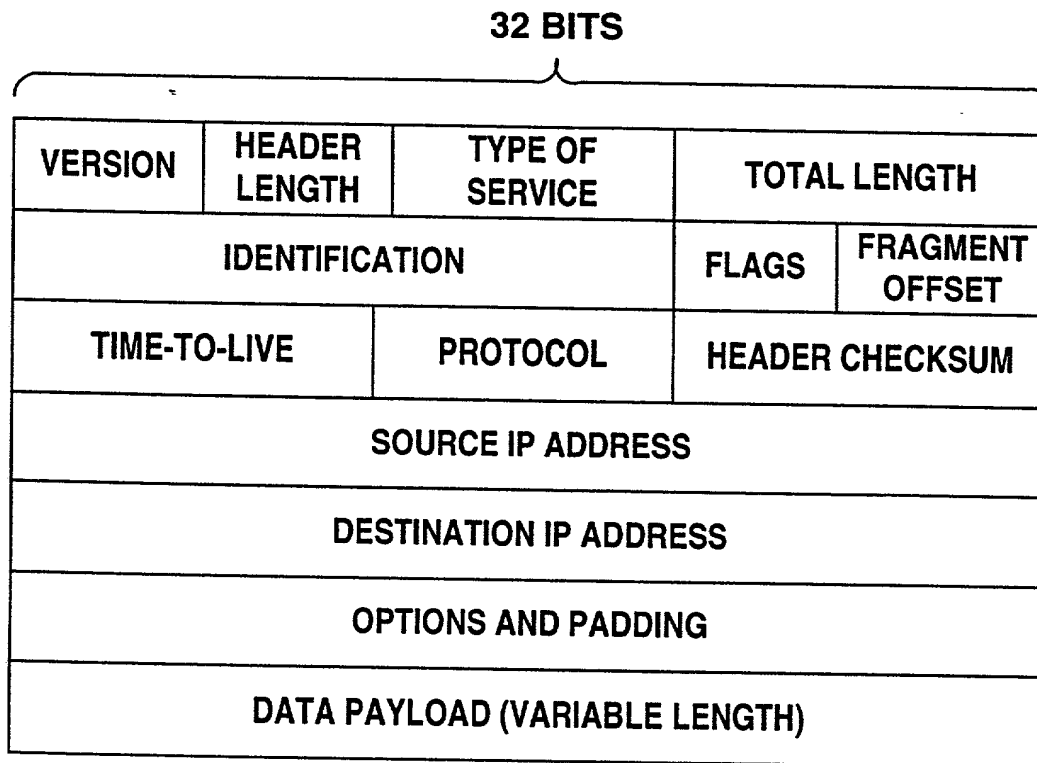 32 BITS
VERSION
HEADER
LENGTH
TYPE OF
SERVICE
TOTAL LENGTH
IDENTIFICATION
FLAGS
FRAGMENT
OFFSET
TIME-TO-LIVE
PROTOCOL
HEADER CHECKSUM
SOURCE IP ADDRESS
DESTINATION IP ADDRESS
OPTIONS AND PADDING
DATA PAYLOAD (VARIABLE LENGTH)